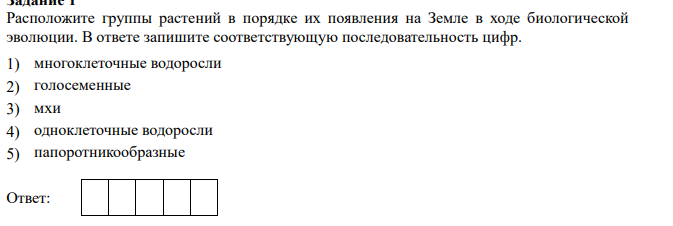 Задание 1
Расположите группы растений в порядке их появления на Земле в ходе биологической
эволюции. В ответе запишите соответствующую последовательность цифр.
1) многоклеточные водоросли
2) голосеменные
3) мхи
4) одноклеточные водоросли
5) папоротникообразные
Ответ: